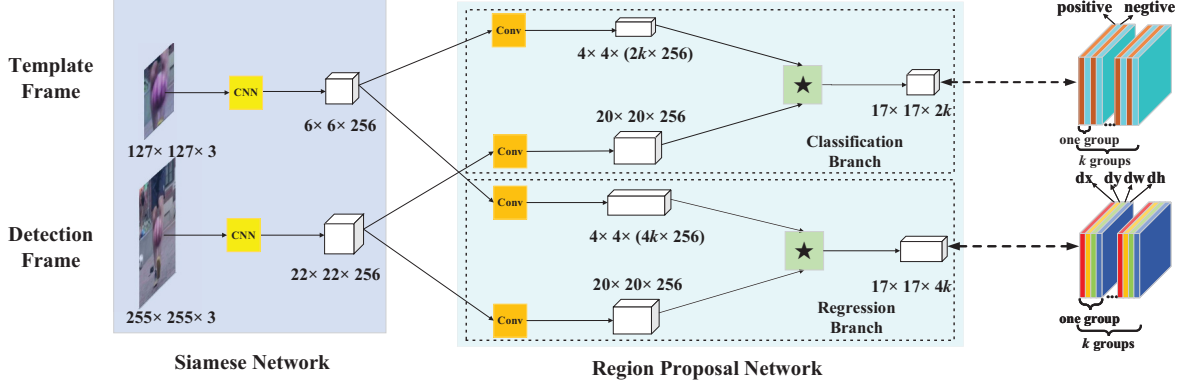 Template
Frame
127× 127× 3
CNN
6× 6× 256
Detection
Frame
255× 255× 3
CNN
22× 22× 256
Siamese Network
Conv
4× 4× (2k× 256)
Conv
20× 20× 256
★
17× 17× 2k
Classification
Branch
Conv
4× 4× (4k× 256)
Conv
20× 20× 256
★
17× 17× 4k
Regression
Branch
Region Proposal Network
positive negtive
...
one group
k groups
dx dy dw dh
...
one group
k groups